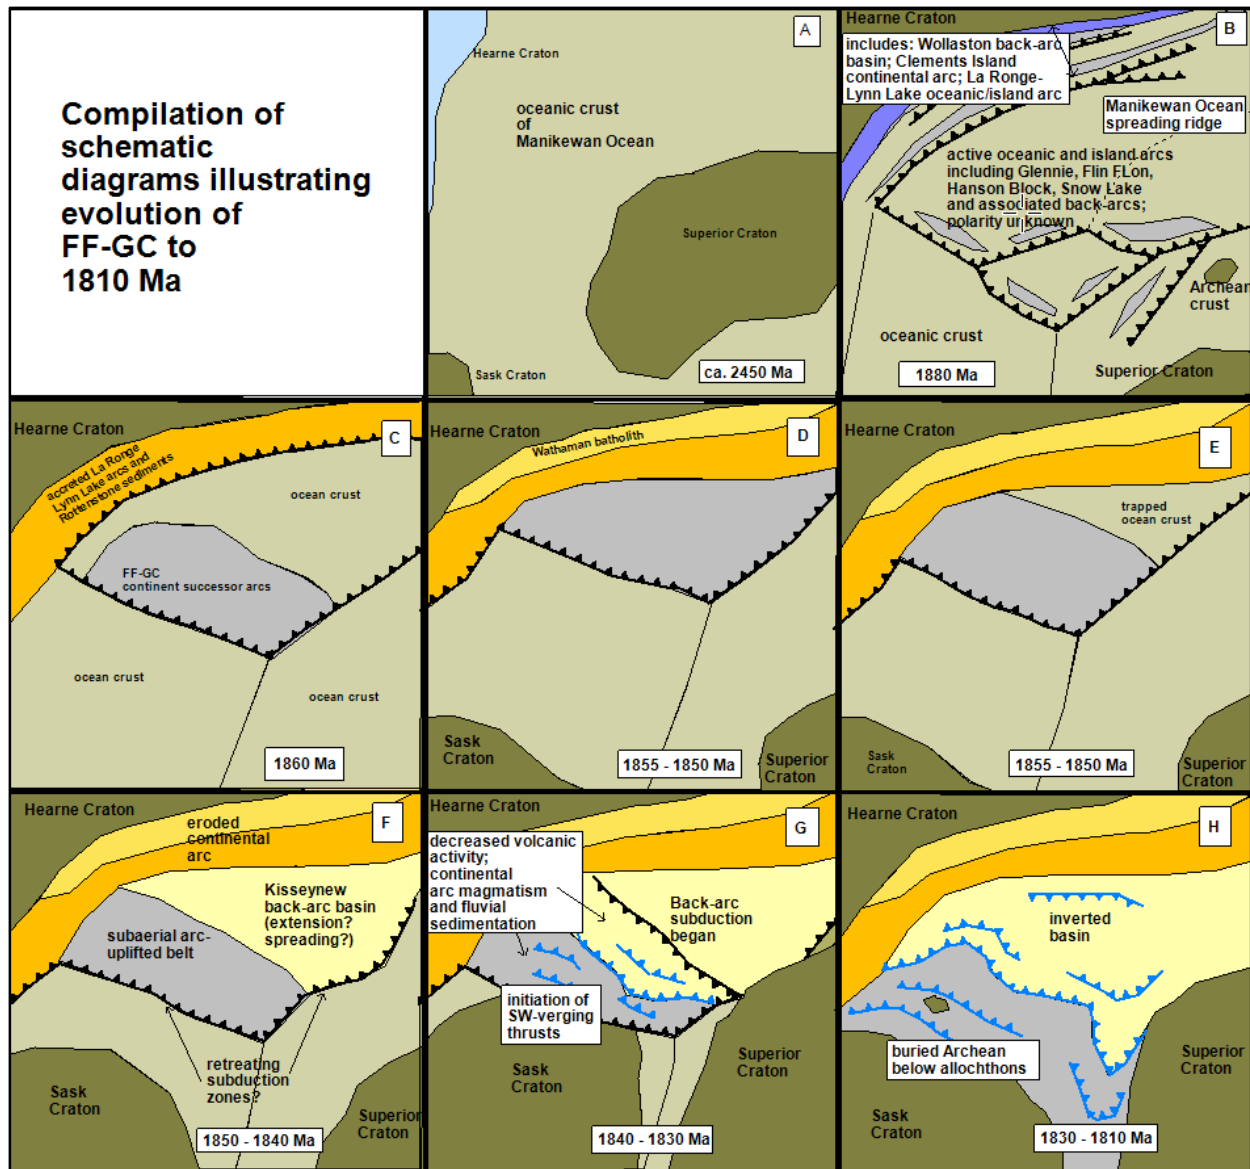 Compilation of
schematic
diagrams illustrating
evolution of
FF-GC to
1810 Ma
A
Hearne Craton
oceanic crust
of
Manikewan Ocean
Superior Craton
Sask Craton
ca. 2450 Ma
Hearne Craton
B
includes: Wollaston back-arc
basin; Clements Island
continental arc; La Ronge-
Lynn Lake oceanic/island arc
Manikewan Ocean
spreading ridge
active oceanic and island arcs
including Glennie, Flin FLon,
Hanson Block, Snow Lake
and associated back-arcs;
polarity unknown
Archean
crust
oceanic crust
1880 Ma
Superior Craton
Hearne Craton
C
accreted La Ronge
Lynn Lake arcs and
Rottenstone sediments
ocean crust
FF-GC
continent successor arcs
ocean crust
ocean crust
1860 Ma
Hearne Craton
D
Wathaman batholith
Sask
Craton
1855 - 1850 Ma
Superior
Craton
Hearne Craton
E
trapped
ocean crust
Sask
Craton
1855 - 1850 Ma
Superior
Craton
Hearne Craton
F
eroded
continental
arc
Kisseynew
back-arc basin
(extension?
spreading?)
subaerial arc-
uplifted belt
retreating
subduction
zones?
Sask
Craton
Superior
Craton
1850 - 1840 Ma
Hearne Craton
G
decreased volcanic
activity;
continental
arc magmatism
and fluvial
sedimentation
Back-arc
subduction
began
initiation of
SW-verging
thrusts
Sask
Craton
Superior
Craton
1840 - 1830 Ma
Hearne Craton
H
inverted
basin
buried Archean
below allochthons
Superior
Craton
Sask
Craton
1830 - 1810 Ma